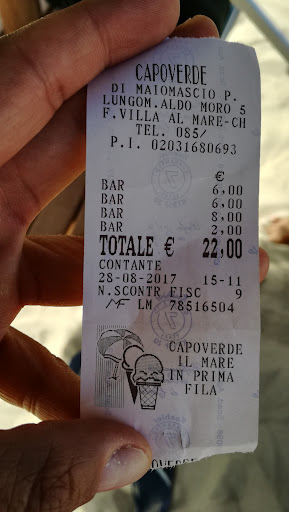 CAPOVERDE
DI MAIOMASCIO P.
LUNGOM.ALDO MORO 5
F.VILLA AL MARE-CH
TEL. 085/
P.I. 02031680693
€
BAR 6,00
BAR 6,00
BAR 8,00
BAR 2,00
TOTALE € 22,00
CONTANTE
28-08-2017 15-11
N.SCONTR.FISC 9
MF LM 78516504
CAPOVERDE
IL MARE
IN PRIMA
FILA
CAPOVERDE